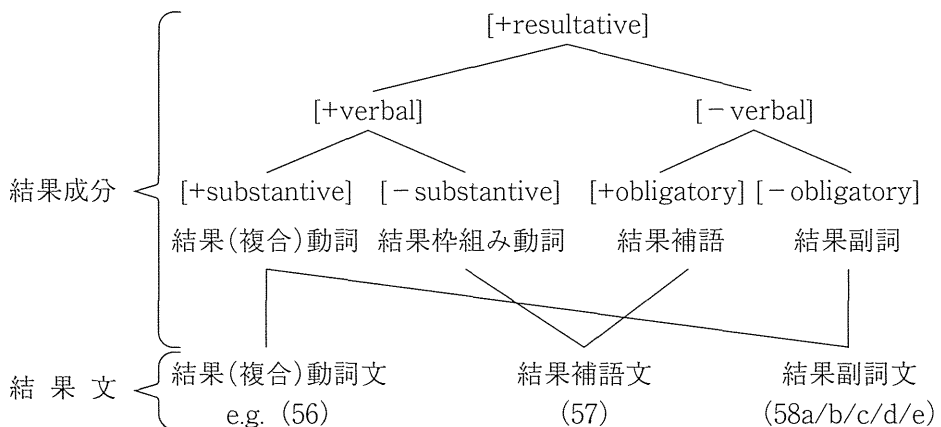 [+resultative]
[+verbal] [－verbal]
結果成分 [+substantive] [－substantive] [+obligatory] [－obligatory]
結果(複合)動詞 結果枠組み動詞 結果補語 結果副詞
結 果 文 結果(複合)動詞文 結果補語文 結果副詞文
e.g. (56) (57) (58a/b/c/d/e)